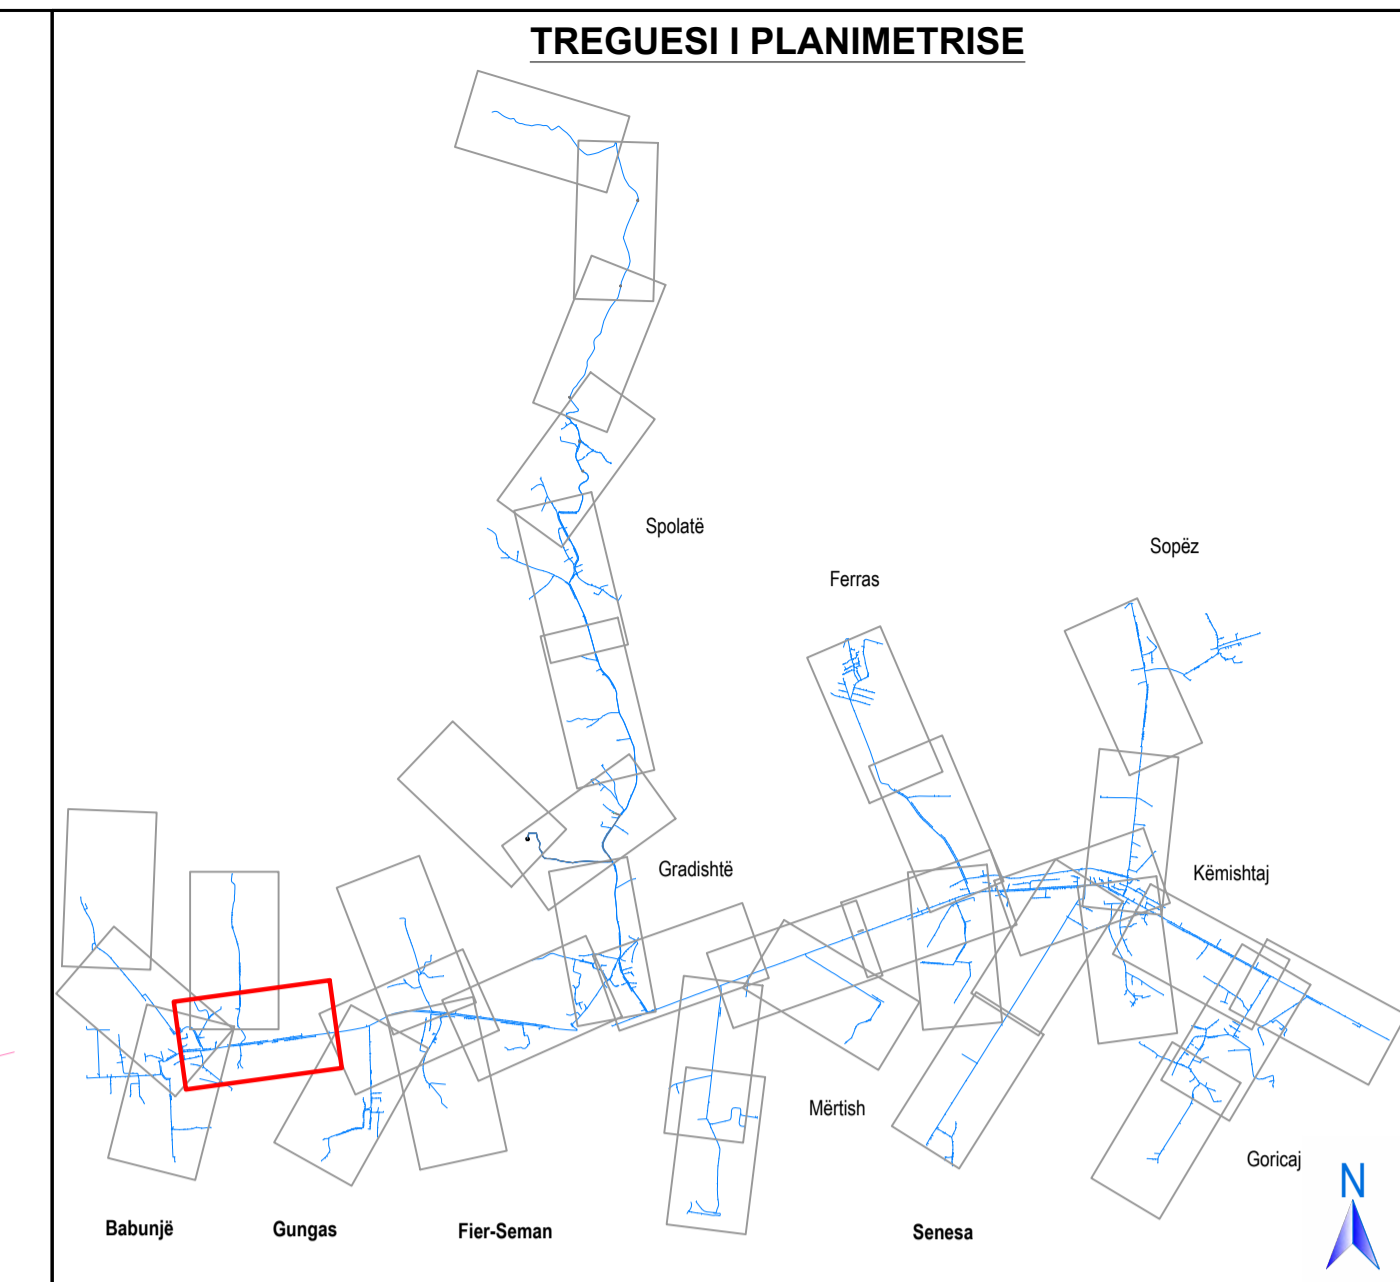 TREGUESI I PLANIMETRISE
Spolatë
Sopëz
Ferras
Gradishtë
Këmishtaj
Mërtish
Goricaj
N
Babunjë
Gungas
Fier-Seman
Senesa